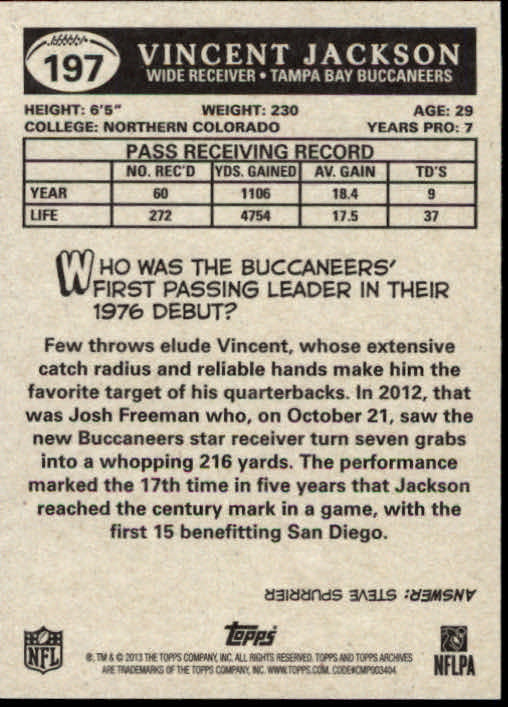 197
VINCENT JACKSON
WIDE RECEIVER • TAMPA BAY BUCCANEERS
HEIGHT: 6'5" WEIGHT: 230 AGE: 29
COLLEGE: NORTHERN COLORADO YEARS PRO: 7
PASS RECEIVING RECORD
NO. REC'D YDS. GAINED AV. GAIN TD'S
YEAR 60 1106 18.4 9
LIFE 272 4754 17.5 37
WHO WAS THE BUCCANEERS'
FIRST PASSING LEADER IN THEIR
1976 DEBUT?
Few throws elude Vincent, whose extensive
catch radius and reliable hands make him the
favorite target of his quarterbacks. In 2012, that
was Josh Freeman who, on October 21, saw the
new Buccaneers star receiver turn seven grabs
into a whopping 216 yards. The performance
marked the 17th time in five years that Jackson
reached the century mark in a game, with the
first 15 benefitting San Diego.
ANSWER: STEVE SPURRIER
NFL
Topps
®, TM & © 2013 THE TOPPS COMPANY, INC. ALL RIGHTS RESERVED. TOPPS AND TOPPS ARCHIVES
ARE TRADEMARKS OF THE TOPPS COMPANY, INC. WWW.TOPPS.COM. CODE#CMP003404
NFLPA